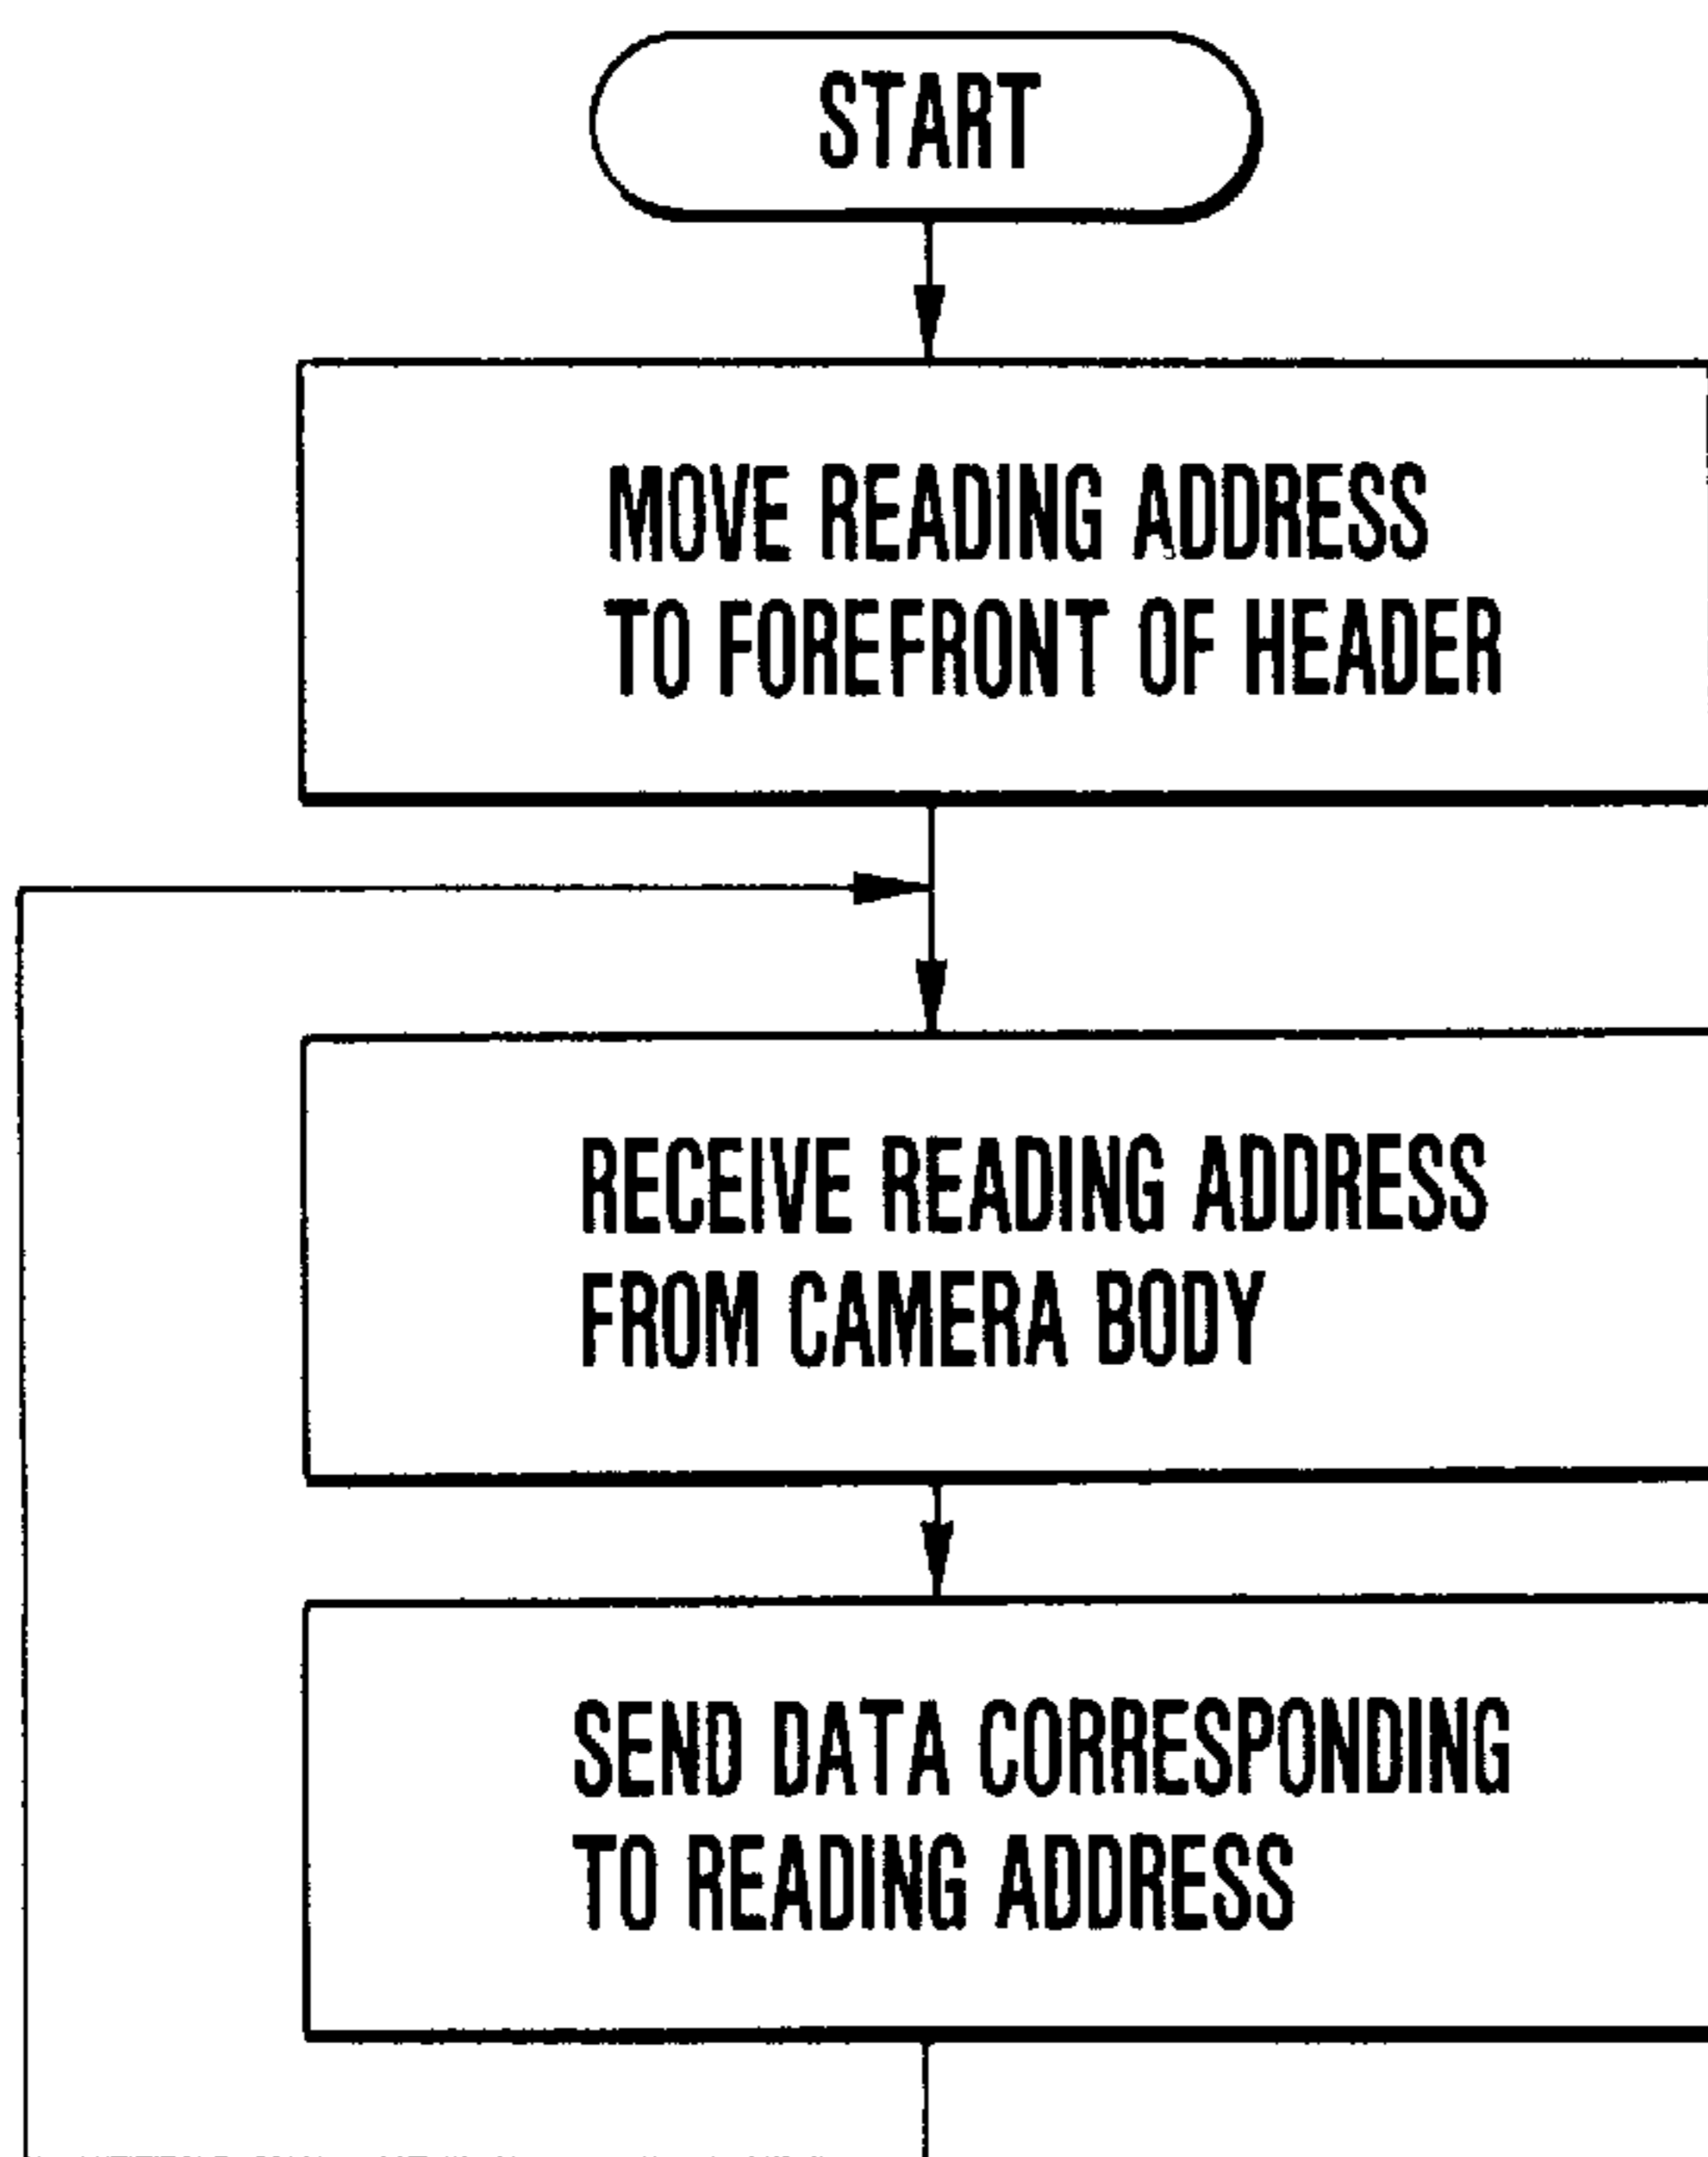 START
MOVE READING ADDRESS
TO FOREFRONT OF HEADER
RECEIVE READING ADDRESS
FROM CAMERA BODY
SEND DATA CORRESPONDING
TO READING ADDRESS